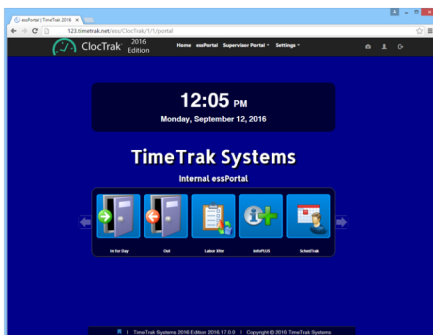 essPortal | TimeTrak 2016
123.timetrak.net/ess/ClocTrak/1/1/portal
ClocTrak 2016 Edition
Home essPortal Supervisor Portal Settings
12:05 PM
Monday, September 12, 2016
TimeTrak Systems
Internal essPortal
In for Day Out Labor Xfer InfoPLUS SchedTrak
| TimeTrak Systems 2016 Edition 2016.17.0.0 | Copyright © 2016 TimeTrak Systems